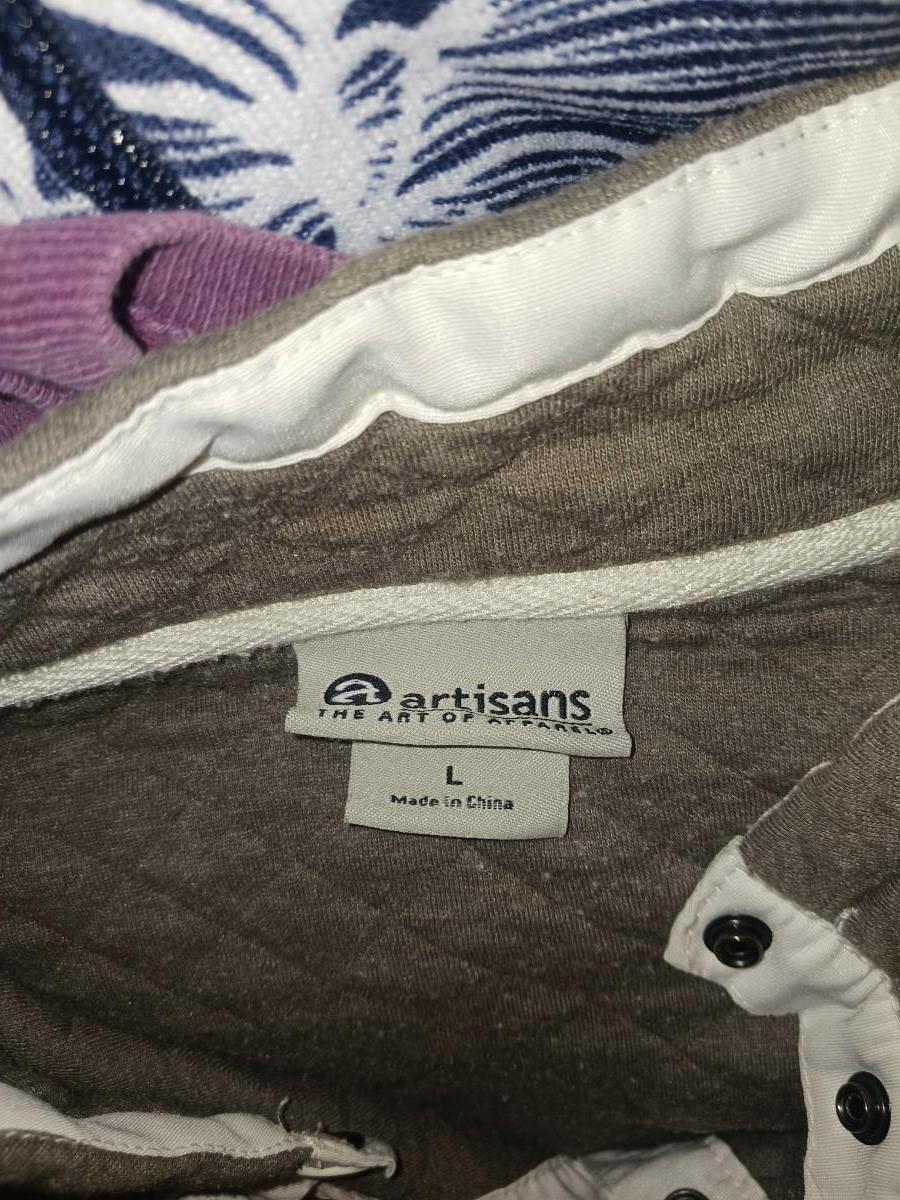 a artisans
THE ART OF APPAREL®
L
Made in China